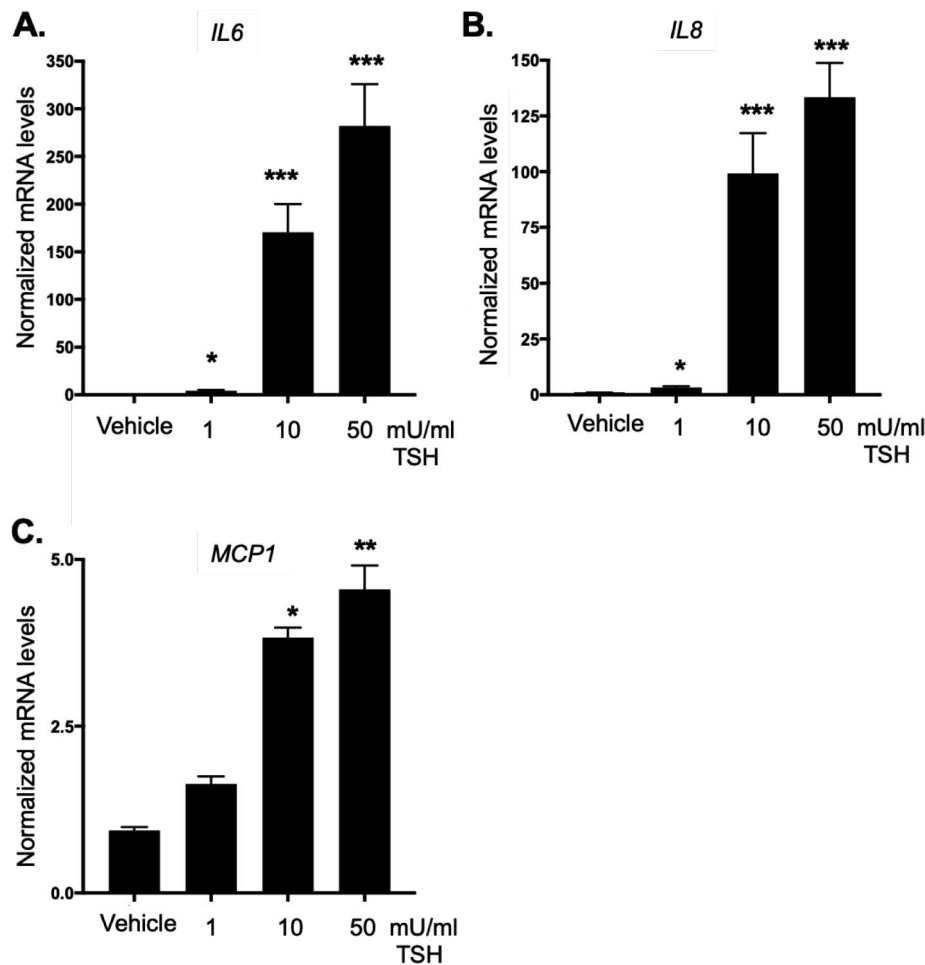 A.
IL6
Normalized mRNA levels
350
300
250
200
150
100
50
0
*
***
***
Vehicle 1 10 50 mU/ml
TSH
B.
IL8
Normalized mRNA levels
150
125
100
75
50
25
0
*
***
***
Vehicle 1 10 50 mU/ml
TSH
C.
MCP1
Normalized mRNA levels
5.0
2.5
0.0
*
**
Vehicle 1 10 50 mU/ml
TSH